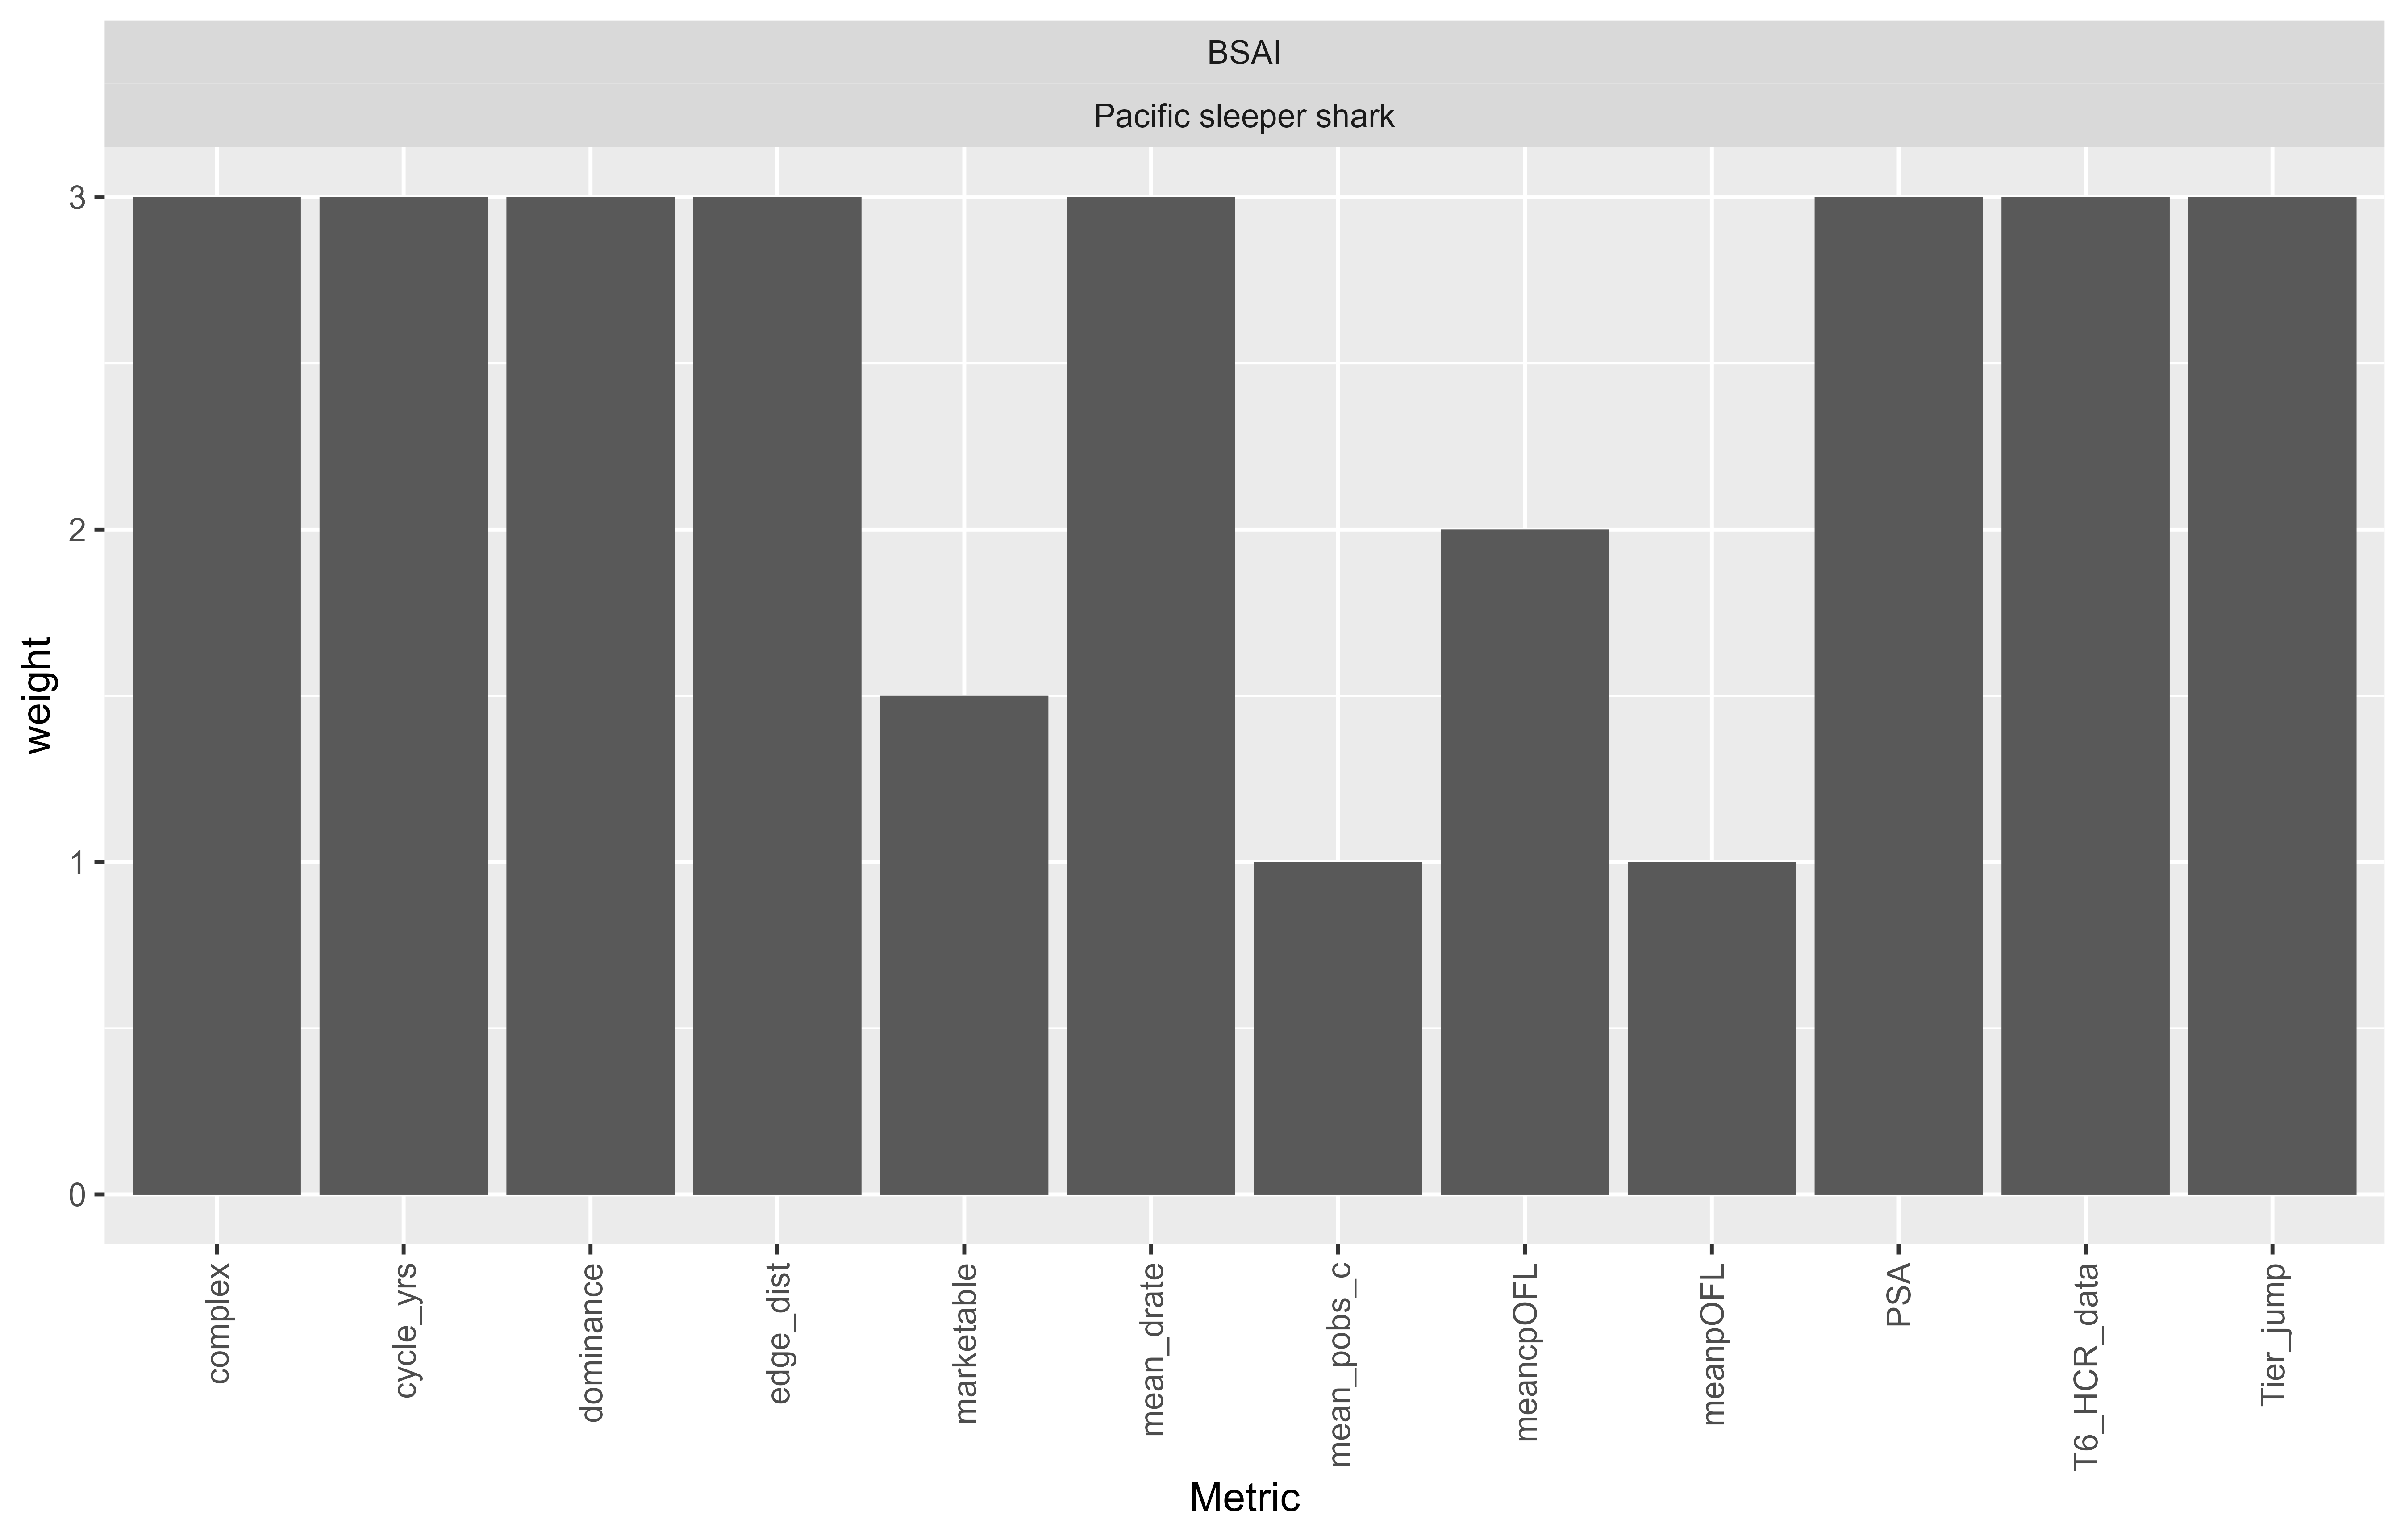 BSAI
Pacific sleeper shark
3
2
1
0
weight
complex
cycle_yrs
dominance
edge_dist
marketable
mean_drate
mean_pobs_c
meancpOFL
meanpOFL
PSA
T6_HCR_data
Tier_jump
Metric